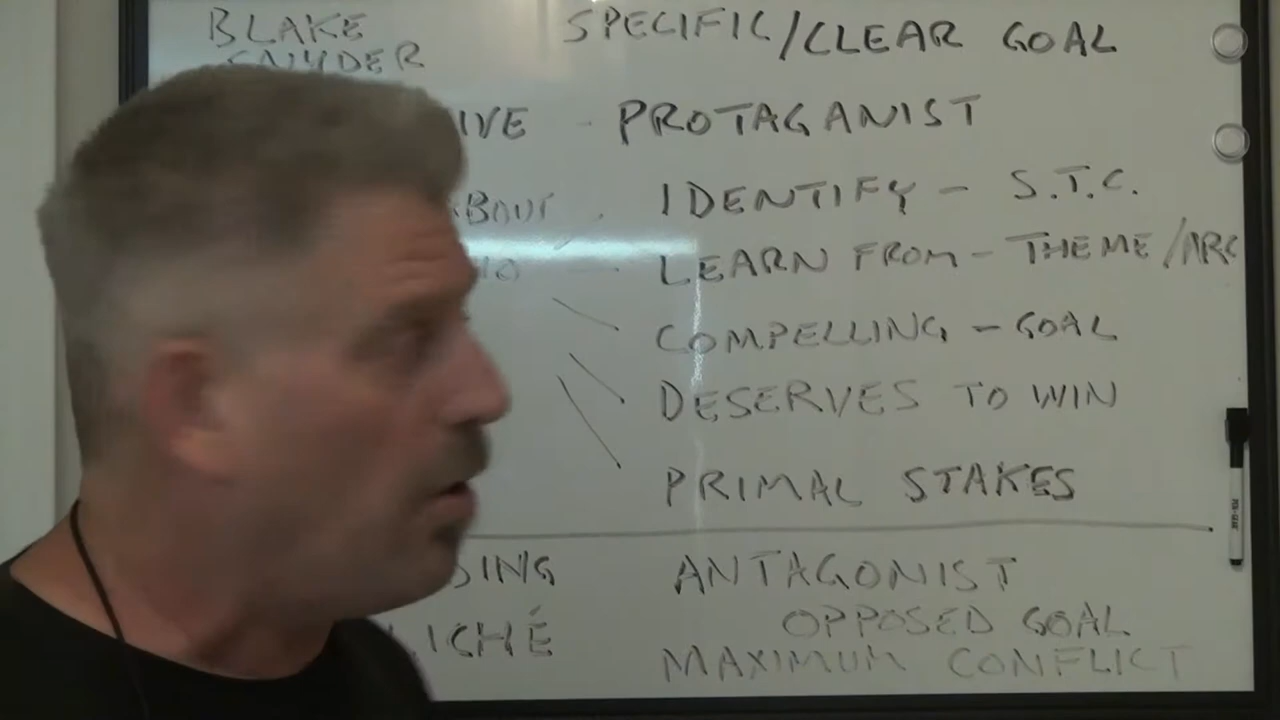 BLAKE SPECIFIC/CLEAR GOAL
SNYDER
IVE - PROTAGANIST
BOUT IDENTIFY - S.T.C.
LEARN FROM - THEME/ARC
COMPELLING - GOAL
DESERVES TO WIN
PRIMAL STAKES
SING ANTAGONIST
OPPOSED GOAL
LICHÉ MAXIMUM CONFLICT